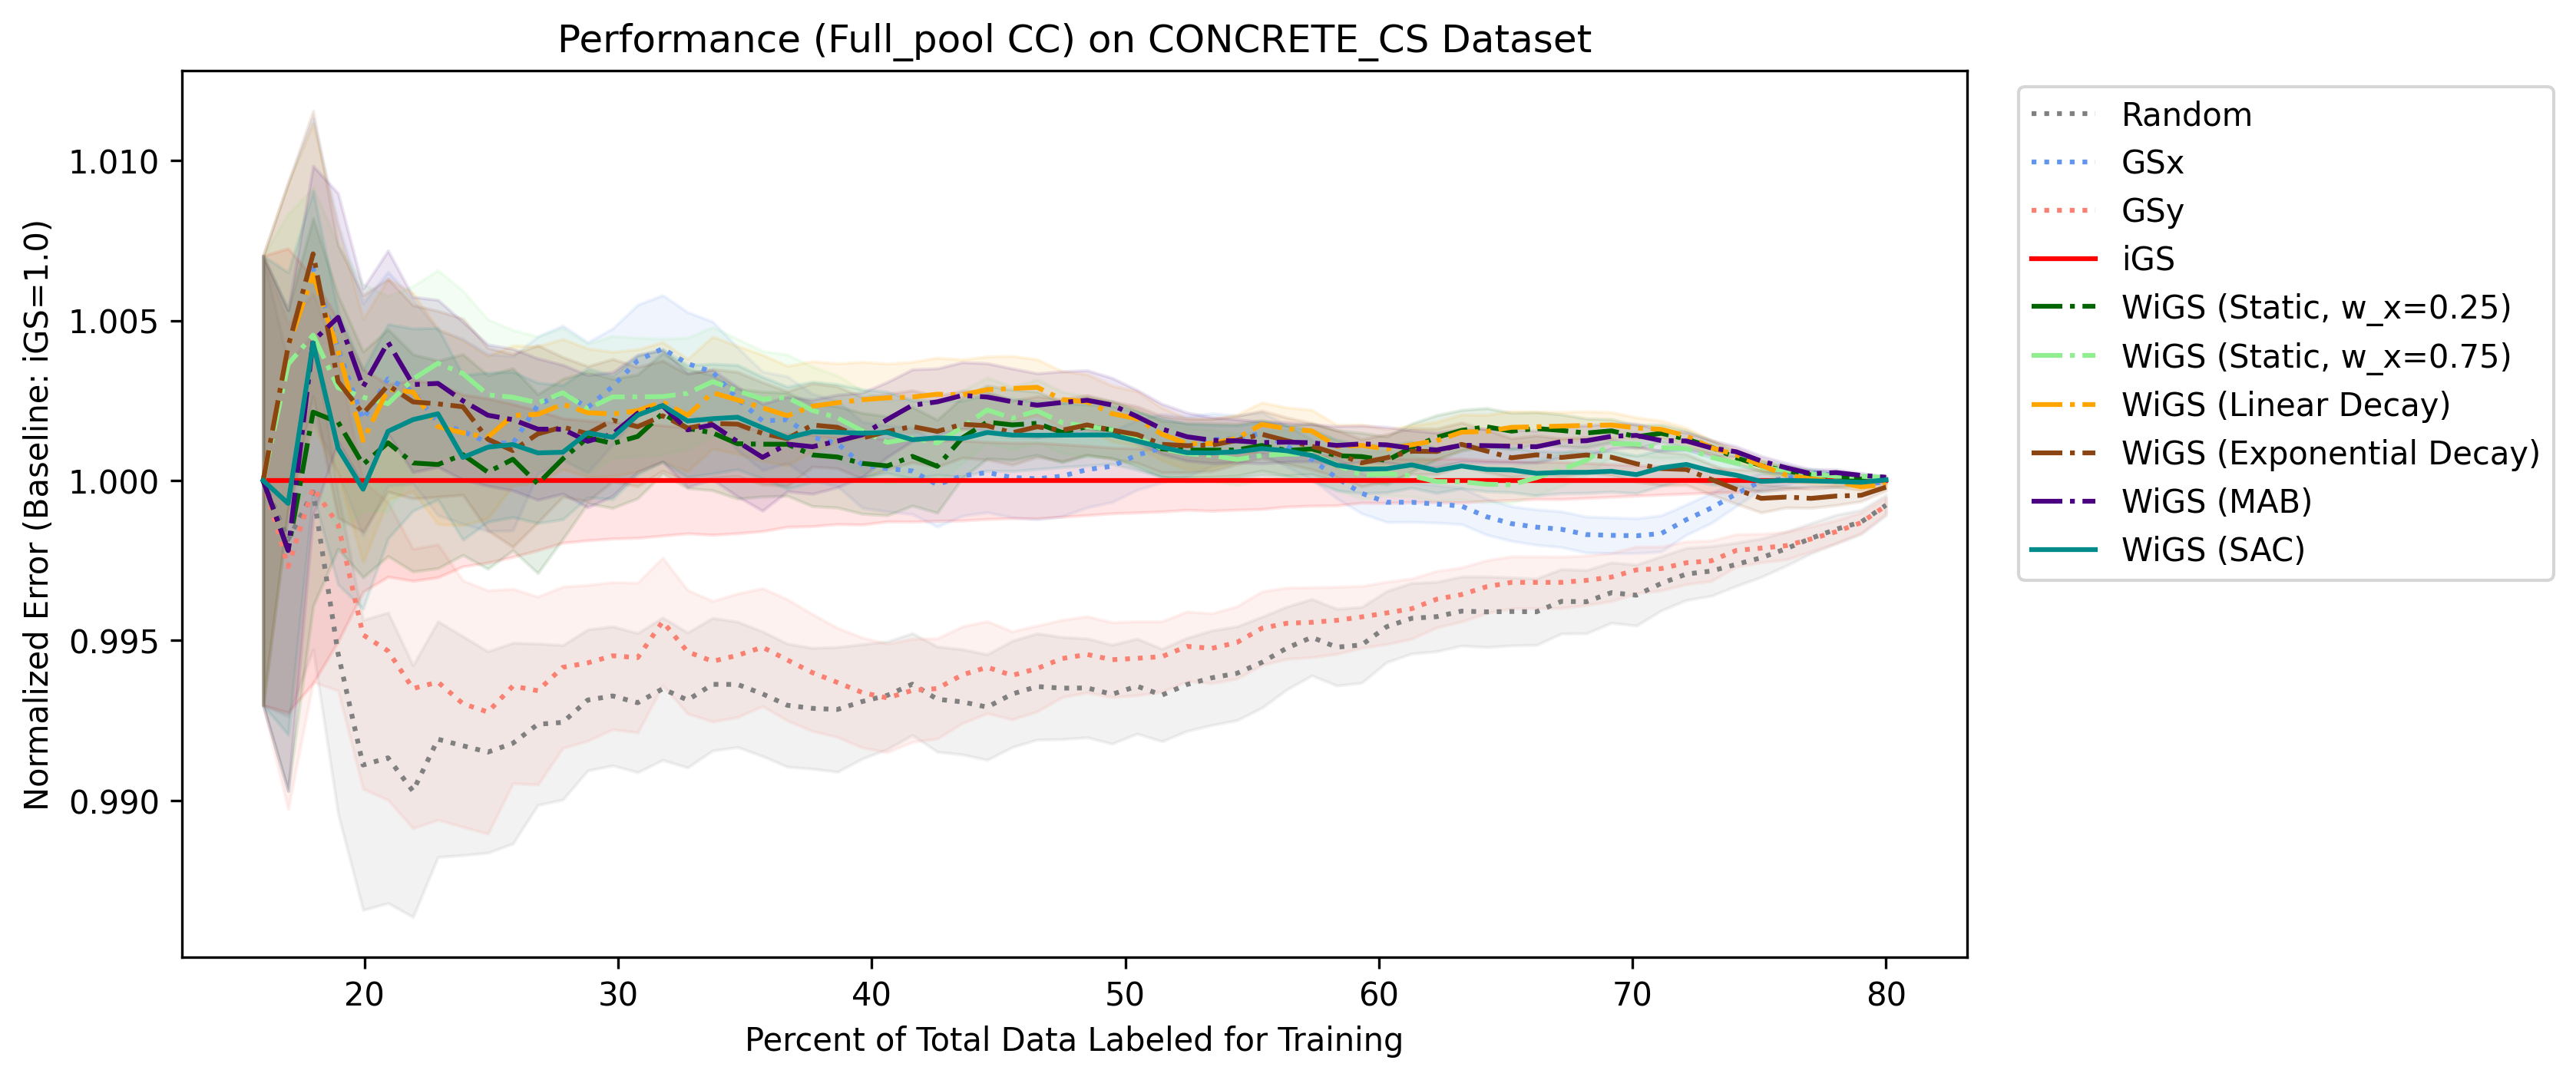 Performance (Full_pool CC) on CONCRETE_CS Dataset
Normalized Error (Baseline: iGS=1.0)
1.010
1.005
1.000
0.995
0.990
20 30 40 50 60 70 80
Percent of Total Data Labeled for Training
Random
GSx
GSy
iGS
WiGS (Static, w_x=0.25)
WiGS (Static, w_x=0.75)
WiGS (Linear Decay)
WiGS (Exponential Decay)
WiGS (MAB)
WiGS (SAC)